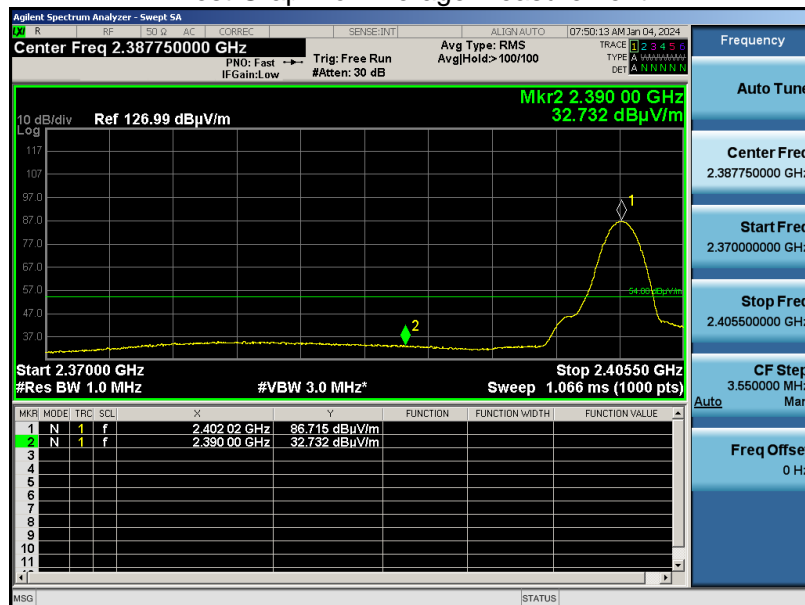 Agilent Spectrum Analyzer - Swept SA
LXI R RF 50 Ω AC CORREC SENSE:INT ALIGN AUTO 07:50:13 AM Jan 04, 2024
Center Freq 2.387750000 GHz
PNO: Fast
IFGain:Low
Trig: Free Run
#Atten: 30 dB
Avg Type: RMS
Avg|Hold:>100/100
TRACE 1 2 3 4 5 6
TYPE A WWWWW
DET A N N N N N
Mkr2 2.390 00 GHz
32.732 dBµV/m
10 dB/div Ref 126.99 dBµV/m
Log
117
107
97.0
87.0
77.0
67.0
57.0
47.0
37.0
1
54.00 dBµV/m
2
Start 2.37000 GHz Stop 2.40550 GHz
#Res BW 1.0 MHz #VBW 3.0 MHz* Sweep 1.066 ms (1000 pts)
MKR MODE TRC SCL X Y FUNCTION FUNCTION WIDTH FUNCTION VALUE
1 N 1 f 2.402 02 GHz 86.715 dBµV/m
2 N 1 f 2.390 00 GHz 32.732 dBµV/m
3
4
5
6
7
8
9
10
11
MSG STATUS
Frequency
Auto Tune
Center Freq
2.387750000 GHz
Start Freq
2.370000000 GHz
Stop Freq
2.405500000 GHz
CF Step
3.550000 MHz
Auto Man
Freq Offset
0 Hz